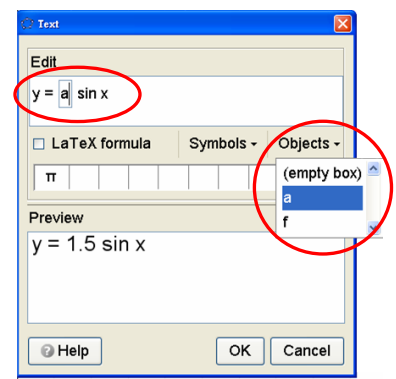 Text
Edit
y = a sin x
LaTeX formula Symbols Objects
(empty box)
a
f
π
Preview
y = 1.5 sin x
Help OK Cancel